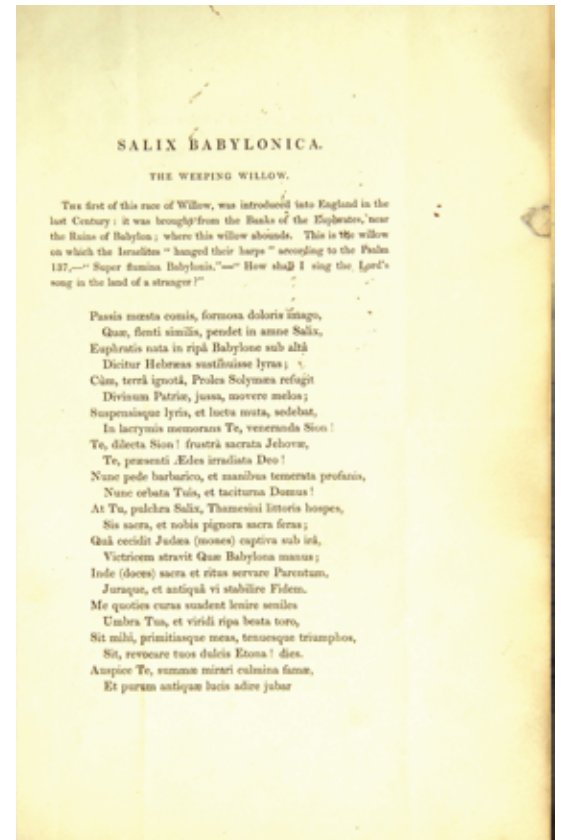 SALIX BABYLONICA.
THE WEEPING WILLOW.
THE first of this race of Willow, was introduced into England in the
last Century; it was brought from the Banks of the Euphrates, near
the Ruins of Babylon; where this willow abounds. This is the willow
on which the Israelites "hanged their harps" according to the Psalm
137,—"Super flumina Babylonis."—"How shall I sing the Lord's
song in the land of a stranger!"
Passis mœsta comis, formosa doloris imago,
Quæ, flenti similis, pendet in amne Salix,
Euphratis nata in ripâ Babylone sub altâ
Dicitur Hebræas sustinuisse lyras;
Cùm, terrâ ignotâ, Proles Solymæa refugit
Divinum Patriæ, jussa, movere melos;
Suspensisque lyris, et luctu muta, sedebat,
In lacrymis memorans Te, veneranda Sion!
Te, dilecta Sion! frustrà sacrata Jehovæ,
Te, præsenti Ædes irradiata Deo!
Nunc pede barbarico, et manibus temerata profanis,
Nunc orbata Tuis, et taciturna Domus!
At Tu, pulchra Salix, Thamesini littoris hospes,
Sis sacra, et nobis pignora sacra feras;
Quâ cecidit Judæa (mones) captiva sub irâ,
Victricem stravit Quæ Babylona manus;
Inde (doces) sacra et ritus servare Parentum,
Juraque, et antiquâ vi stabilire Fidem.
Me quoties curas suadent lenire seniles
Umbra Tua, et viridi ripa beata toro,
Sit mihi, primitiasque meas, tenuesque triumphos,
Sit, revocare tuos dulcis Etona! dies.
Auspice Te, summæ mirari culmina famæ,
Et purum antiquæ lucis adire jubar